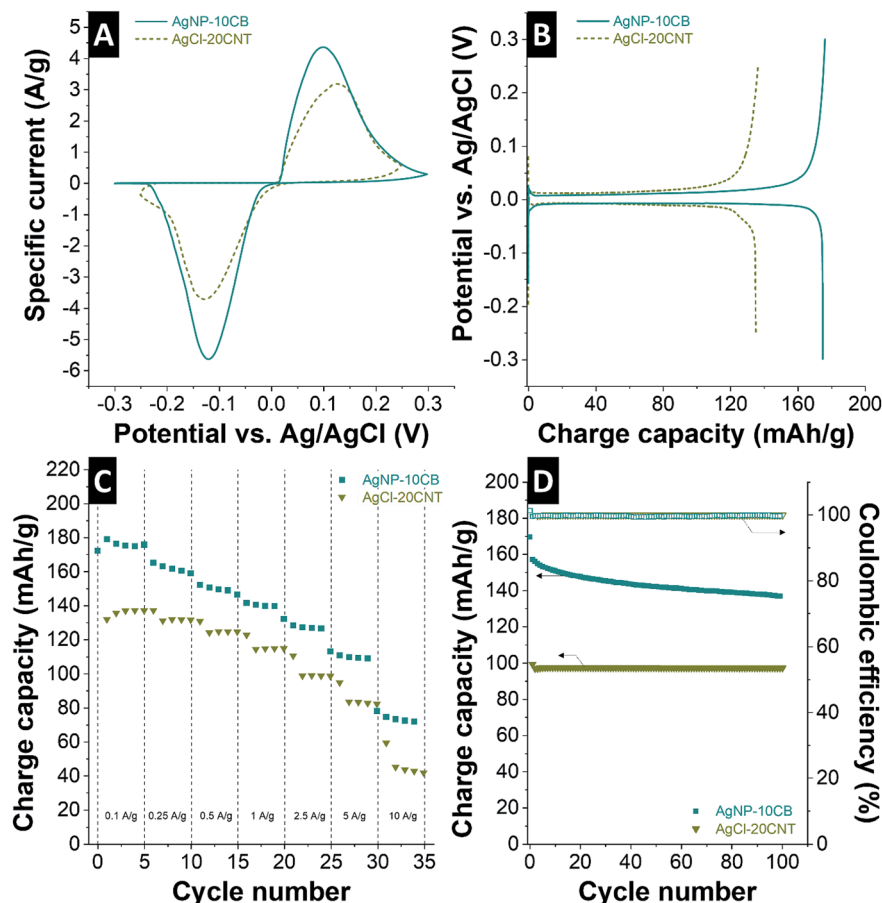 A
AgNP-10CB
AgCl-20CNT
Specific current (A/g)
5
4
3
2
1
0
-1
-2
-3
-4
-5
-6
-0.3 -0.2 -0.1 0.0 0.1 0.2 0.3
Potential vs. Ag/AgCl (V)
B
AgNP-10CB
AgCl-20CNT
Potential vs. Ag/AgCl (V)
0.3
0.2
0.1
0.0
-0.1
-0.2
-0.3
0 40 80 120 160 200
Charge capacity (mAh/g)
C
AgNP-10CB
AgCl-20CNT
Charge capacity (mAh/g)
220
200
180
160
140
120
100
80
60
40
20
0
0.1 A/g 0.25 A/g 0.5 A/g 1 A/g 2.5 A/g 5 A/g 10 A/g
0 5 10 15 20 25 30 35
Cycle number
D
Charge capacity (mAh/g)
200
180
160
140
120
100
80
60
40
20
0
AgNP-10CB
AgCl-20CNT
0 20 40 60 80 100
Cycle number
100
80
60
40
20
0
Coulombic efficiency (%)